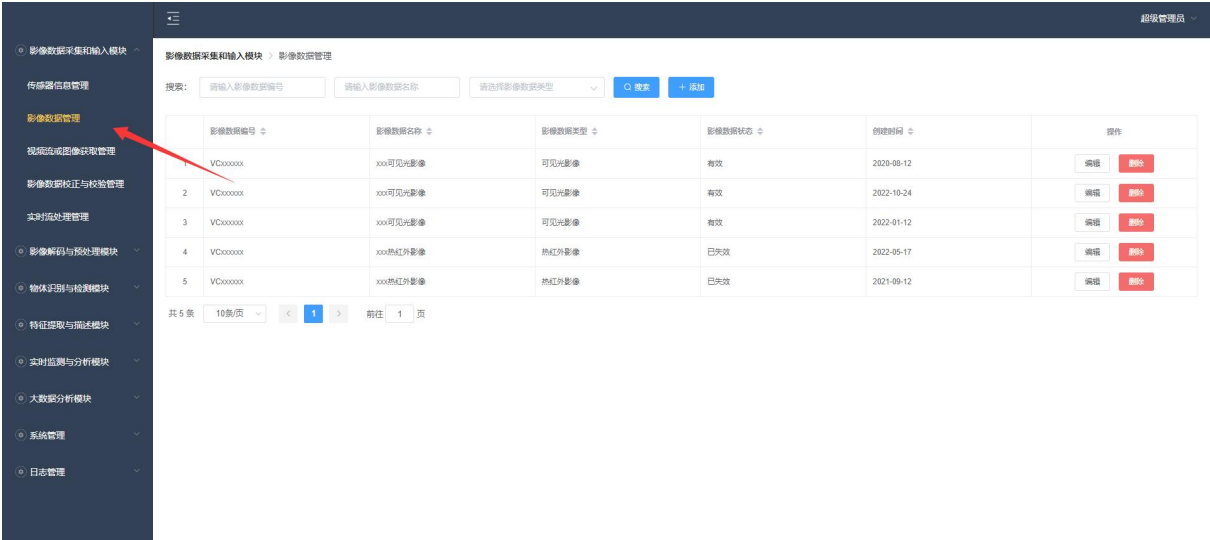 超级管理员
影像数据采集和输入模块
传感器信息管理
影像数据管理
视频流或图像获取管理
影像数据校正与校验管理
实时流处理管理
影像解码与预处理模块
物体识别与检测模块
特征提取与描述模块
实时监测与分析模块
大数据分析模块
系统管理
日志管理
影像数据采集和输入模块 > 影像数据管理
搜索: 请输入影像数据编号 请输入影像数据名称 请选择影像数据类型 搜索 + 添加
影像数据编号 影像数据名称 影像数据类型 影像数据状态 创建时间 操作
1 VCxxxxxx xxx可见光影像 可见光影像 有效 2020-08-12 编辑 删除
2 VCxxxxxx xxx可见光影像 可见光影像 有效 2022-10-24 编辑 删除
3 VCxxxxxx xxx可见光影像 可见光影像 有效 2022-01-12 编辑 删除
4 VCxxxxxx xxx热红外影像 热红外影像 已失效 2022-05-17 编辑 删除
5 VCxxxxxx xxx热红外影像 热红外影像 已失效 2021-09-12 编辑 删除
共 5 条 10条/页 < 1 > 前往 1 页